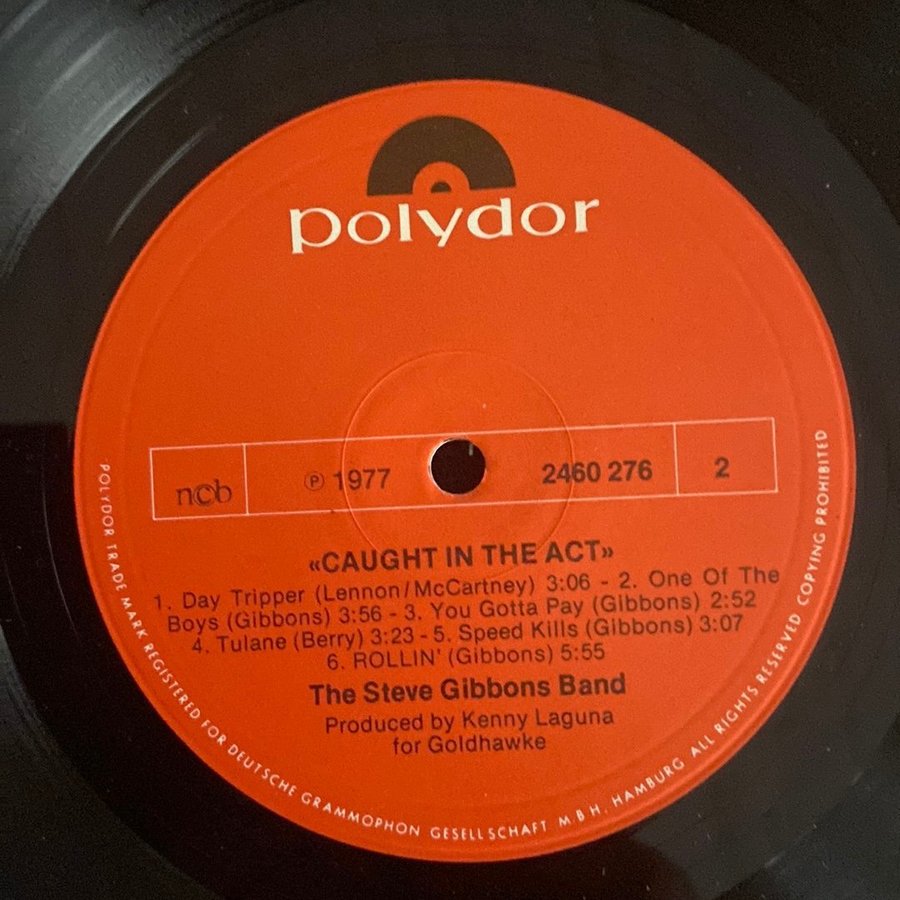 polydor
ncb
℗ 1977
2460 276
2
«CAUGHT IN THE ACT»
1. Day Tripper (Lennon/McCartney) 3:06 - 2. One Of The
Boys (Gibbons) 3:56 - 3. You Gotta Pay (Gibbons) 2:52
4. Tulane (Berry) 3:23 - 5. Speed Kills (Gibbons) 3:07
6. ROLLIN' (Gibbons) 5:55
The Steve Gibbons Band
Produced by Kenny Laguna
for Goldhawke
POLYDOR TRADE MARK REGISTERED FOR DEUTSCHE GRAMMOPHON GESELLSCHAFT M.B H. HAMBURG ALL RIGHTS RESERVED COPYING PROHIBITED